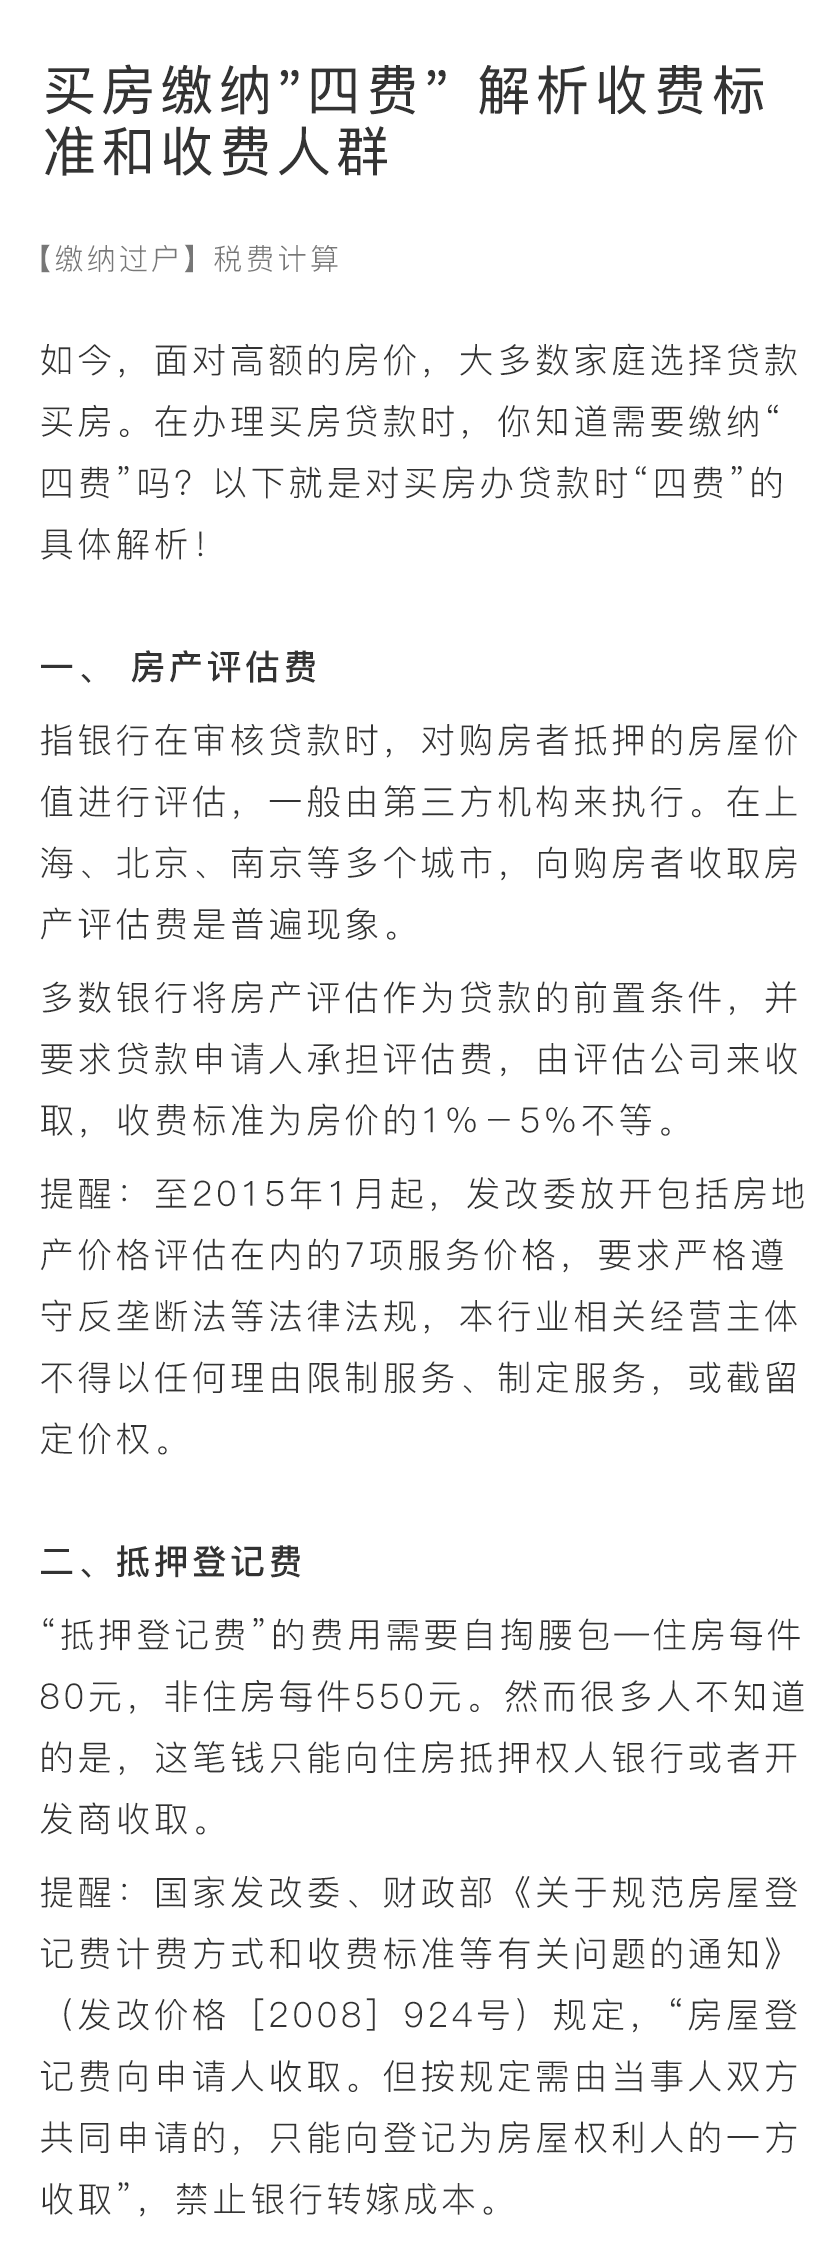 买房缴纳”四费” 解析收费标
准和收费人群
【缴纳过户】税费计算
如今，面对高额的房价，大多数家庭选择贷款
买房。在办理买房贷款时，你知道需要缴纳“
四费”吗？以下就是对买房办贷款时“四费”的
具体解析！
一、 房产评估费
指银行在审核贷款时，对购房者抵押的房屋价
值进行评估，一般由第三方机构来执行。在上
海、北京、南京等多个城市，向购房者收取房
产评估费是普遍现象。
多数银行将房产评估作为贷款的前置条件，并
要求贷款申请人承担评估费，由评估公司来收
取，收费标准为房价的1%－5%不等。
提醒：至2015年1月起，发改委放开包括房地
产价格评估在内的7项服务价格，要求严格遵
守反垄断法等法律法规，本行业相关经营主体
不得以任何理由限制服务、制定服务，或截留
定价权。
二、抵押登记费
“抵押登记费”的费用需要自掏腰包—住房每件
80元，非住房每件550元。然而很多人不知道
的是，这笔钱只能向住房抵押权人银行或者开
发商收取。
提醒：国家发改委、财政部《关于规范房屋登
记费计费方式和收费标准等有关问题的通知》
（发改价格［2008］924号）规定，“房屋登
记费向申请人收取。但按规定需由当事人双方
共同申请的，只能向登记为房屋权利人的一方
收取”，禁止银行转嫁成本。